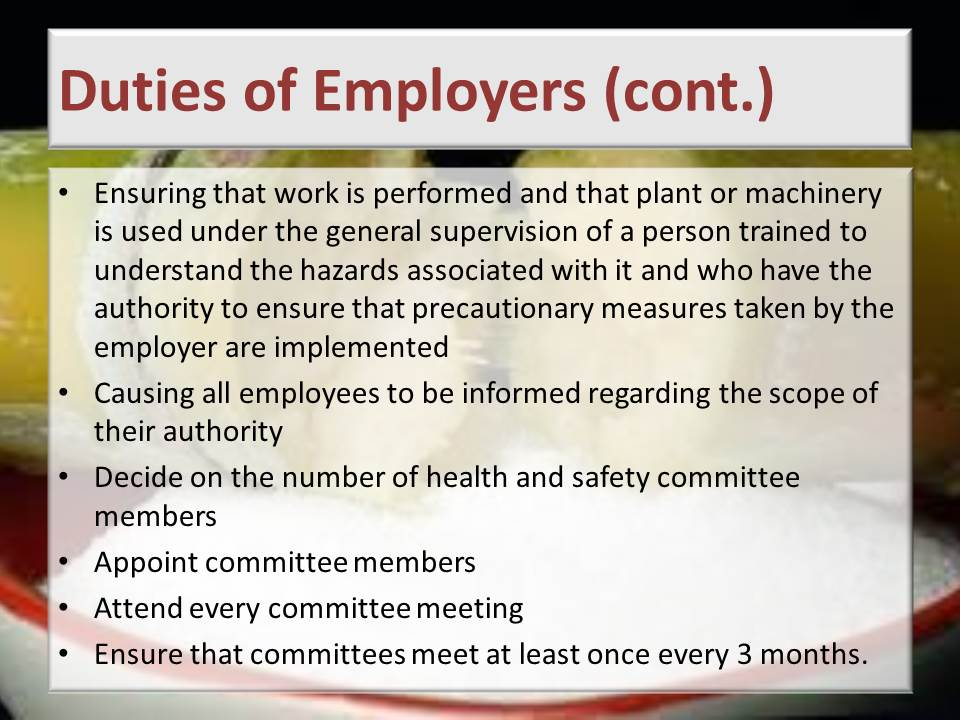 Duties of Employers (cont.)
• Ensuring that work is performed and that plant or machinery
is used under the general supervision of a person trained to
understand the hazards associated with it and who have the
authority to ensure that precautionary measures taken by the
employer are implemented
• Causing all employees to be informed regarding the scope of
their authority
• Decide on the number of health and safety committee
members
• Appoint committee members
• Attend every committee meeting
• Ensure that committees meet at least once every 3 months.